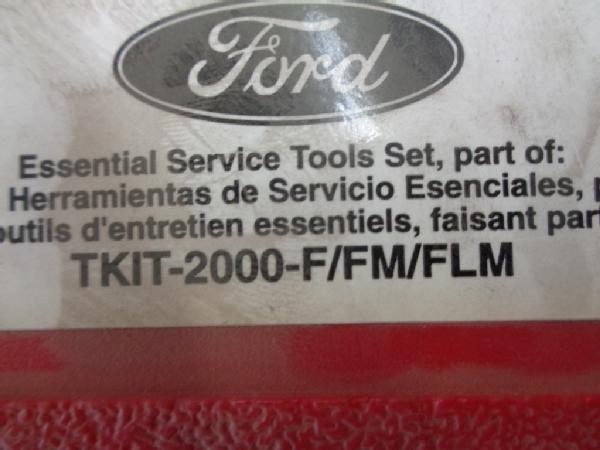 Ford
Essential Service Tools Set, part of:
Herramientas de Servicio Esenciales,
outils d'entretien essentiels, faisant part
TKIT-2000-F/FM/FLM